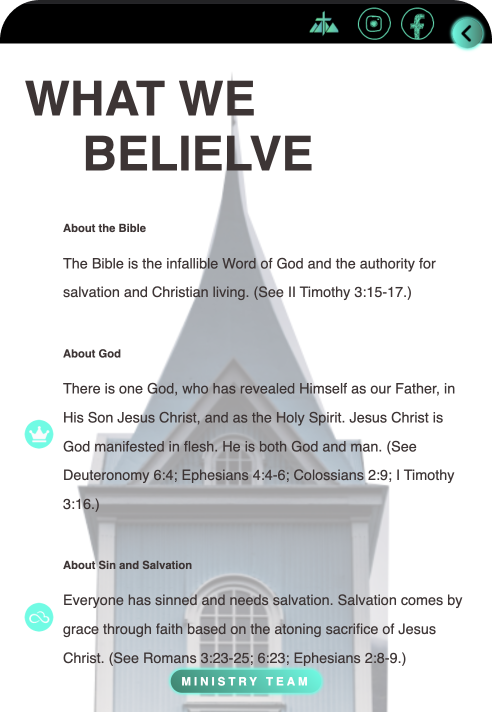 WHAT WE
BELIELVE
About the Bible
The Bible is the infallible Word of God and the authority for
salvation and Christian living. (See II Timothy 3:15-17.)
About God
There is one God, who has revealed Himself as our Father, in
His Son Jesus Christ, and as the Holy Spirit. Jesus Christ is
God manifested in flesh. He is both God and man. (See
Deuteronomy 6:4; Ephesians 4:4-6; Colossians 2:9; I Timothy
3:16.)
About Sin and Salvation
Everyone has sinned and needs salvation. Salvation comes by
grace through faith based on the atoning sacrifice of Jesus
Christ. (See Romans 3:23-25; 6:23; Ephesians 2:8-9.)
MINISTRY TEAM